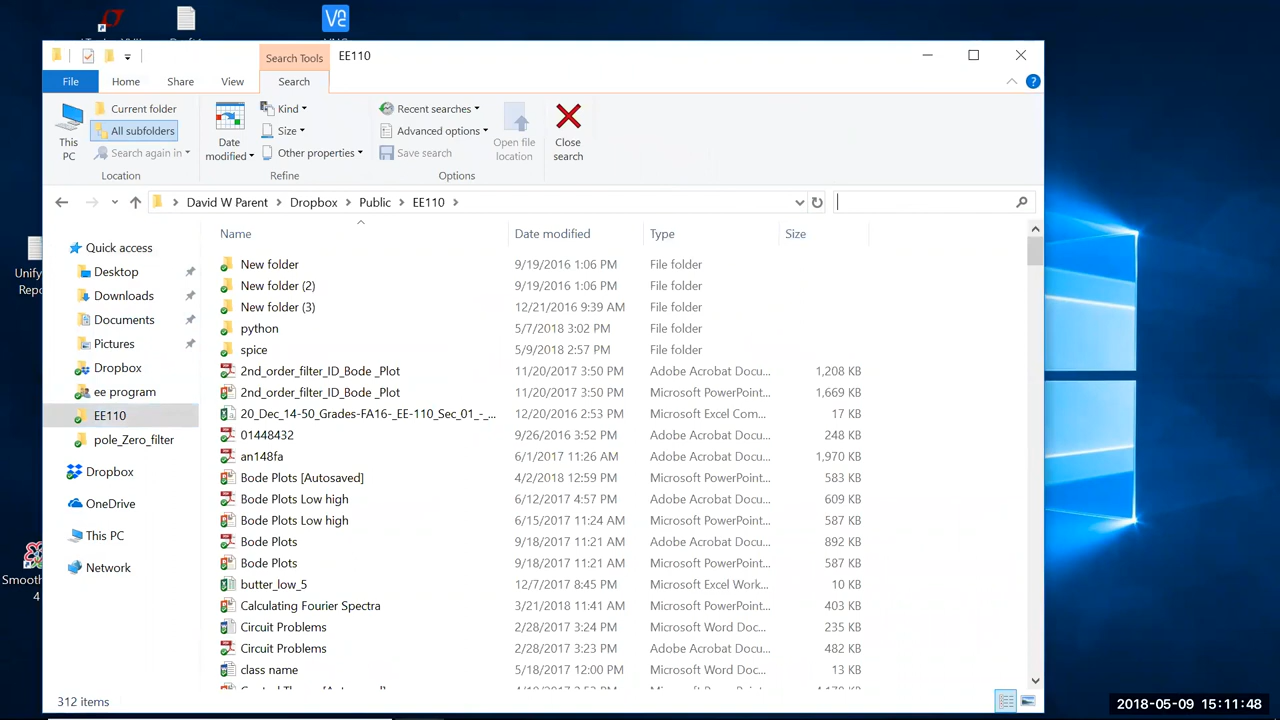 EE110
Search Tools
File
Home
Share
View
Search
This PC
Current folder
All subfolders
Search again in
Location
Date modified
Kind
Size
Other properties
Refine
Recent searches
Advanced options
Save search
Options
Open file location
Close search
David W Parent > Dropbox > Public > EE110 >
Name Date modified Type Size
Quick access
Desktop
Downloads
Documents
Pictures
Dropbox
ee program
EE110
pole_Zero_filter
Dropbox
OneDrive
This PC
Network
New folder 9/19/2016 1:06 PM File folder
New folder (2) 9/19/2016 1:06 PM File folder
New folder (3) 12/21/2016 9:39 AM File folder
python 5/7/2018 3:02 PM File folder
spice 5/9/2018 2:57 PM File folder
2nd_order_filter_ID_Bode _Plot 11/20/2017 3:50 PM Adobe Acrobat Docu... 1,208 KB
2nd_order_filter_ID_Bode _Plot 11/20/2017 3:50 PM Microsoft PowerPoint... 1,669 KB
20_Dec_14-50_Grades-FA16-_EE-110_Sec_01_-_... 12/20/2016 2:53 PM Microsoft Excel Com... 17 KB
01448432 9/26/2016 3:52 PM Adobe Acrobat Docu... 248 KB
an148fa 6/1/2017 11:26 AM Adobe Acrobat Docu... 1,970 KB
Bode Plots [Autosaved] 4/2/2018 12:59 PM Microsoft PowerPoint... 583 KB
Bode Plots Low high 6/12/2017 4:57 PM Adobe Acrobat Docu... 609 KB
Bode Plots Low high 6/15/2017 11:24 AM Microsoft PowerPoint... 587 KB
Bode Plots 9/18/2017 11:21 AM Adobe Acrobat Docu... 892 KB
Bode Plots 9/18/2017 11:21 AM Microsoft PowerPoint... 587 KB
butter_low_5 12/7/2017 8:45 PM Microsoft Excel Work... 10 KB
Calculating Fourier Spectra 3/21/2018 11:41 AM Microsoft PowerPoint... 403 KB
Circuit Problems 2/28/2017 3:24 PM Microsoft Word Doc... 235 KB
Circuit Problems 2/28/2017 3:23 PM Adobe Acrobat Docu... 482 KB
class name 5/18/2017 12:00 PM Microsoft Word Doc... 13 KB
312 items
Unify
Repo
Smooth
4
2018-05-09 15:11:48